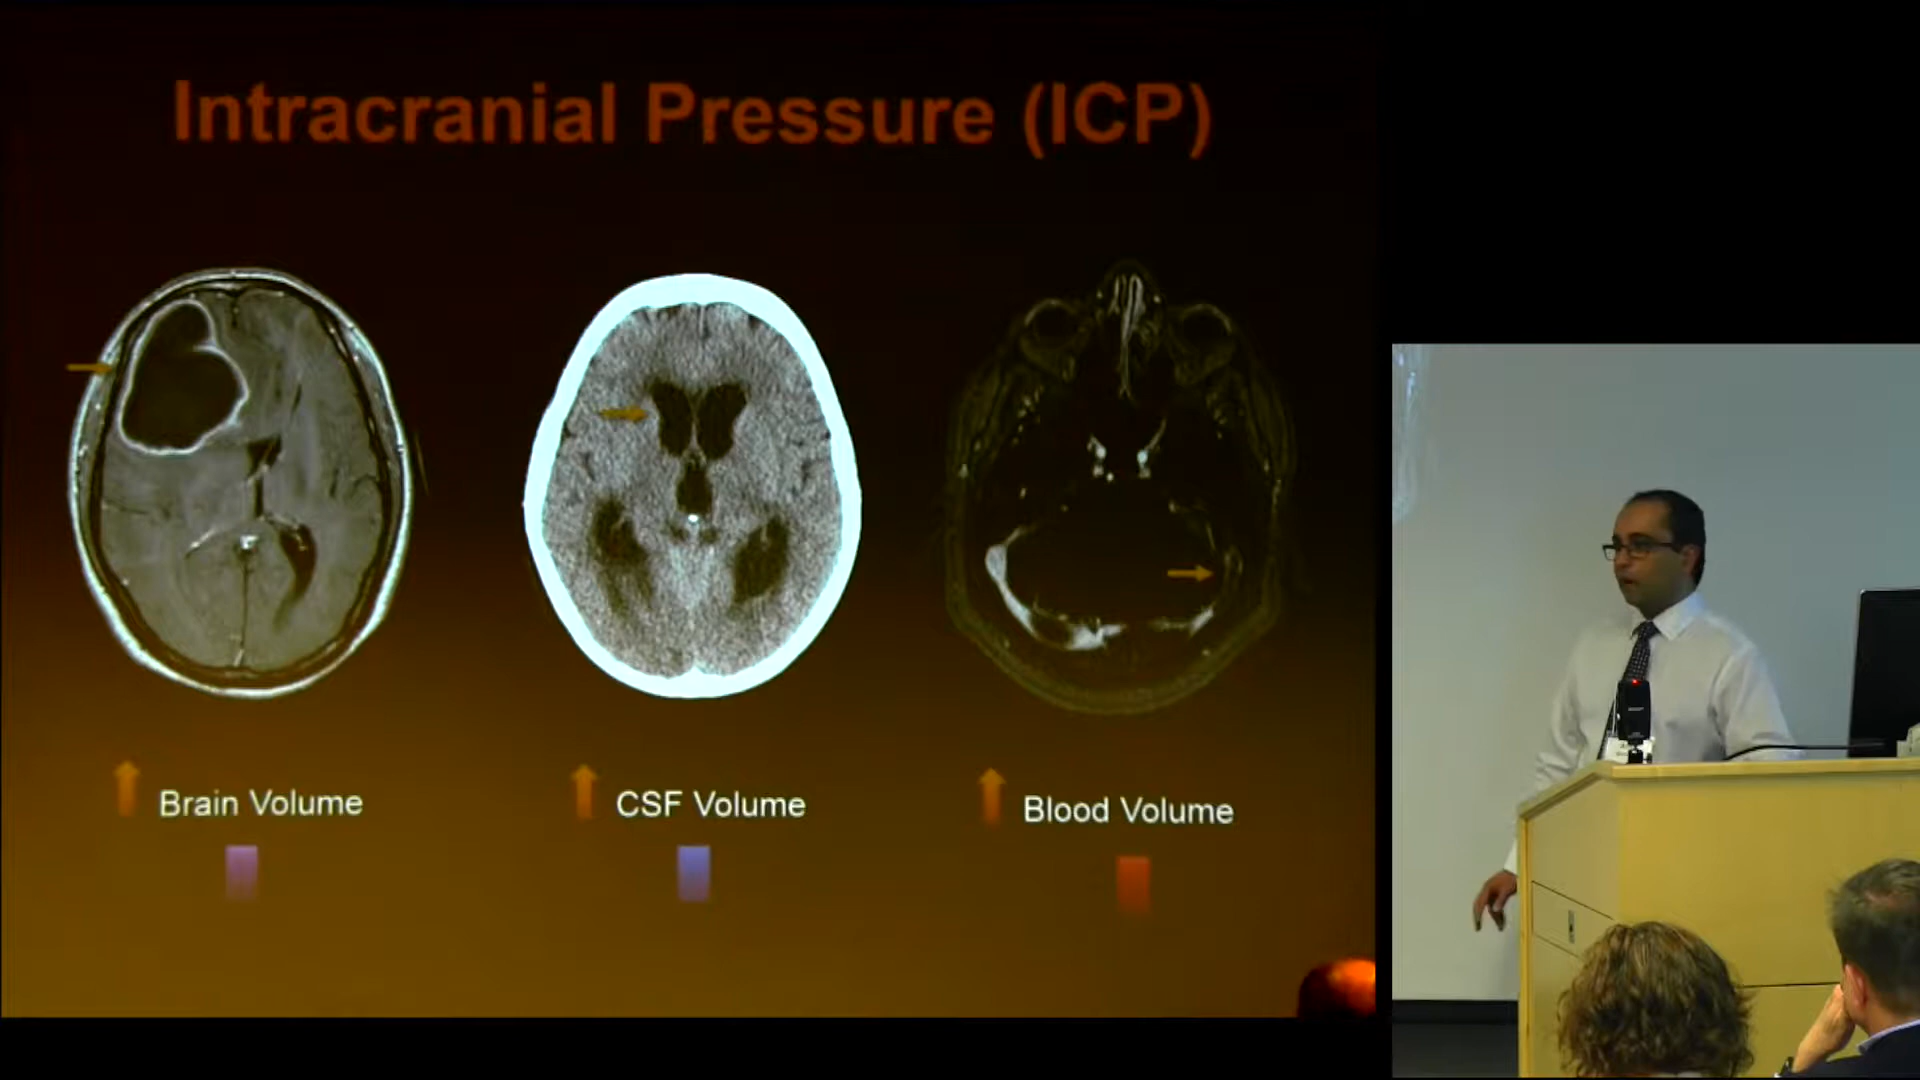 Intracranial Pressure (ICP)
Brain Volume
CSF Volume
Blood Volume